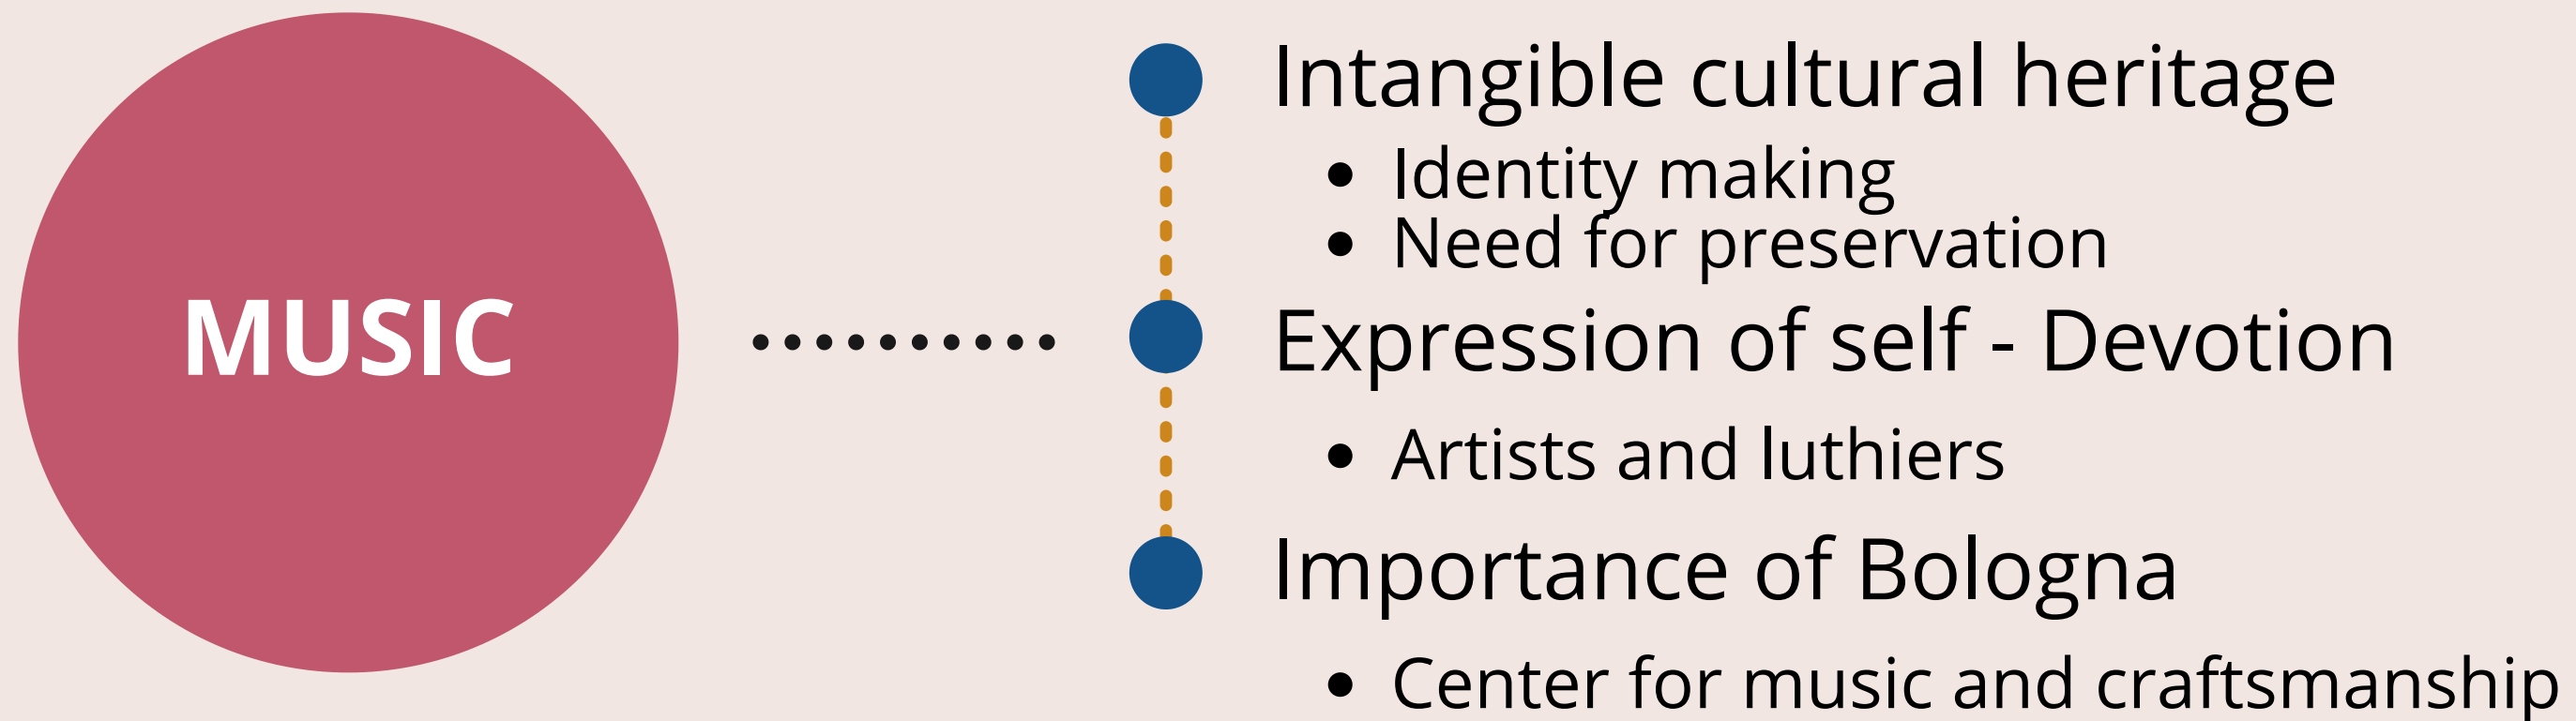 MUSIC
Intangible cultural heritage
• Identity making
• Need for preservation
Expression of self - Devotion
• Artists and luthiers
Importance of Bologna
• Center for music and craftsmanship